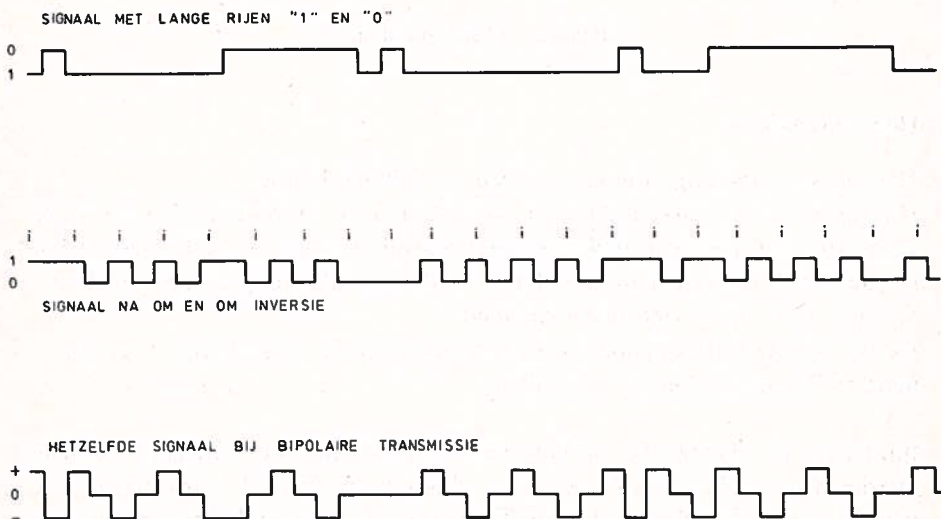 SIGNAAL MET LANGE RIJEN "1" EN "0"
0
1
i i i i i i i i i i i i i i i i i i i i i
1
0
SIGNAAL NA OM EN OM INVERSIE
HETZELFDE SIGNAAL BIJ BIPOLAIRE TRANSMISSIE
+
0
-